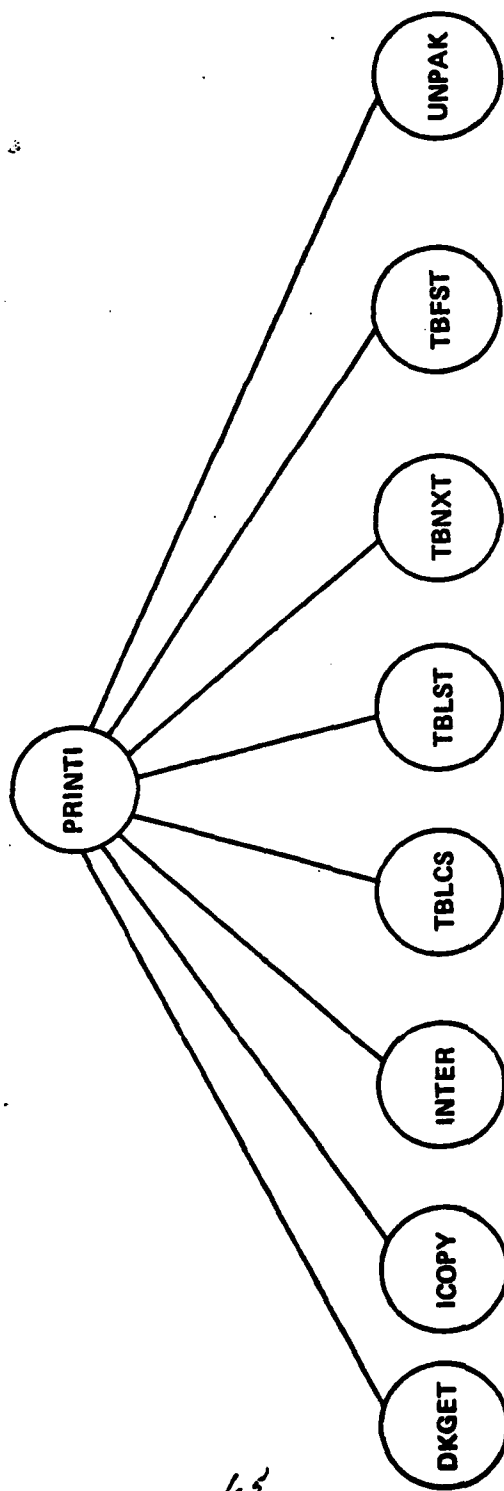 PRINTI
DKGET
ICOPY
INTER
TBLCS
TBLST
TBNXT
TBFST
UNPAK